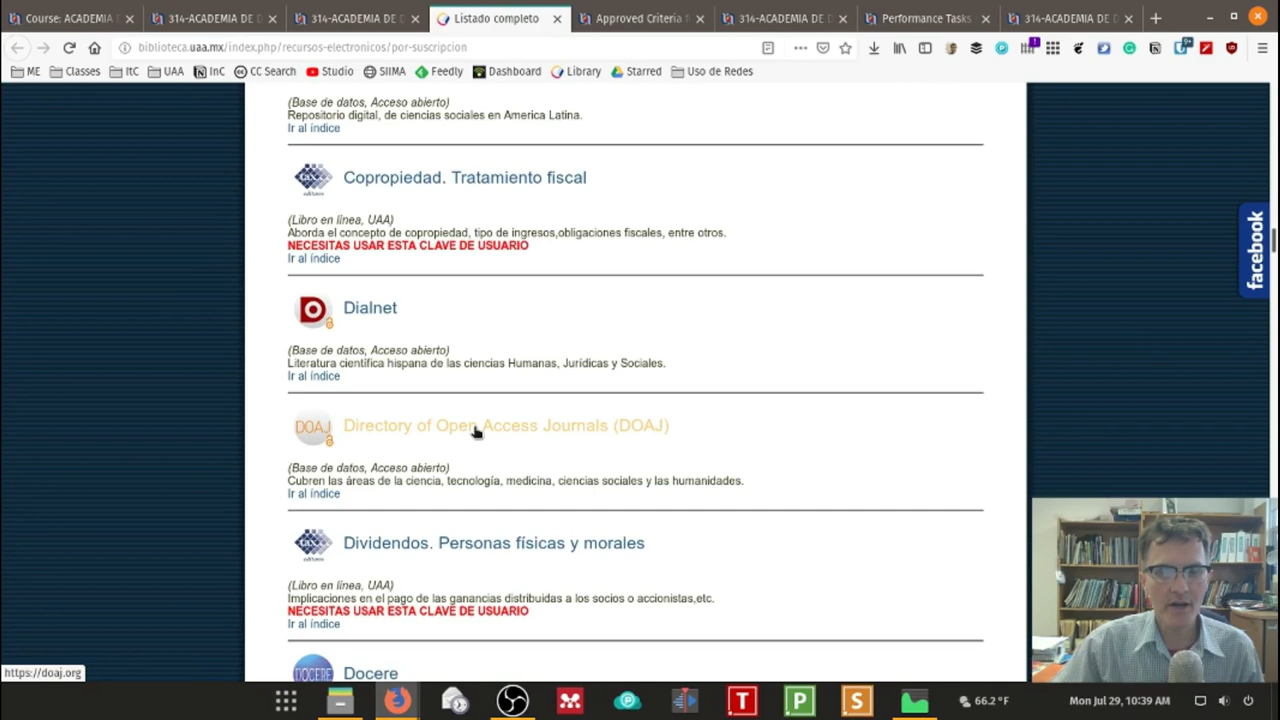 Course: ACADEMIA
314-ACADEMIA DE D
314-ACADEMIA DE D
Listado completo
Approved Criteria f
314-ACADEMIA DE D
Performance Tasks
314-ACADEMIA DE D
biblioteca.uaa.mx/index.php/recursos-electronicos/por-suscripcion
ME
Classes
ItC
UAA
InC
CC Search
Studio
SIIMA
Feedly
Dashboard
Library
Starred
Uso de Redes
(Base de datos, Acceso abierto)
Repositorio digital, de ciencias sociales en America Latina.
Ir al índice
Copropiedad. Tratamiento fiscal
(Libro en línea, UAA)
Aborda el concepto de copropiedad, tipo de ingresos,obligaciones fiscales, entre otros.
NECESITAS USAR ESTA CLAVE DE USUARIO
Ir al índice
facebook
Dialnet
(Base de datos, Acceso abierto)
Literatura científica hispana de las ciencias Humanas, Jurídicas y Sociales.
Ir al índice
DOAJ
Directory of Open Access Journals (DOAJ)
(Base de datos, Acceso abierto)
Cubren las áreas de la ciencia, tecnología, medicina, ciencias sociales y las humanidades.
Ir al índice
Dividendos. Personas físicas y morales
(Libro en línea, UAA)
Implicaciones en el pago de las ganancias distribuidas a los socios o accionistas,etc.
NECESITAS USAR ESTA CLAVE DE USUARIO
Ir al índice
DOCERE
Docere
https://doaj.org
T
P
S
66.2 °F
Mon Jul 29, 10:39 AM